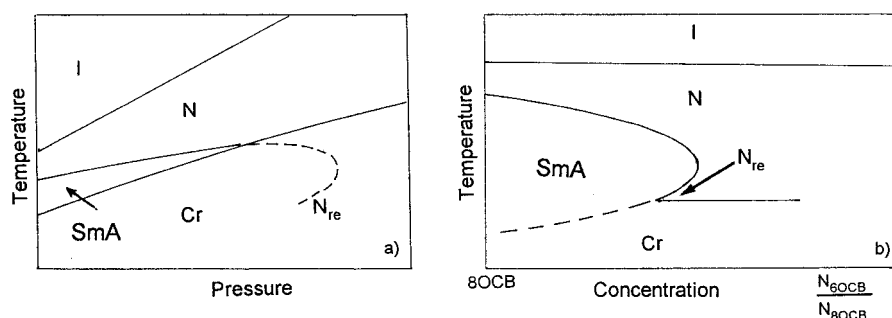 Temperature
I
N
SmA
Cr
N_re
a)
Pressure
Temperature
I
N
SmA
N_re
Cr
b)
8OCB
Concentration
N_6OCB
N_8OCB